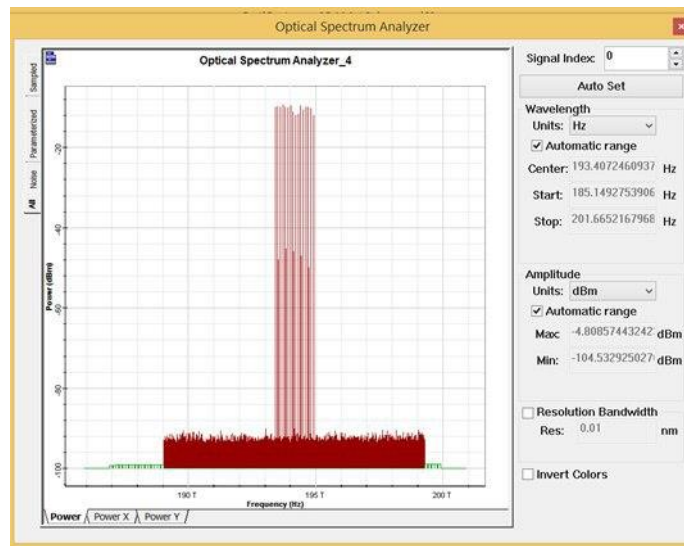 Optical Spectrum Analyzer
x
Optical Spectrum Analyzer_4
Sampled
Parameterized
Noise
All
Power (dBm)
-20
-40
-60
-80
-100
190 T
195 T
200 T
Frequency (Hz)
Power
Power X
Power Y
Signal Index: 0
Auto Set
Wavelength
Units: Hz
Automatic range
Center: 193.4072460937 Hz
Start: 185.1492753906 Hz
Stop: 201.6652167968 Hz
Amplitude
Units: dBm
Automatic range
Max: -4.80857443242 dBm
Min: -104.532925027 dBm
Resolution Bandwidth
Res: 0.01 nm
Invert Colors